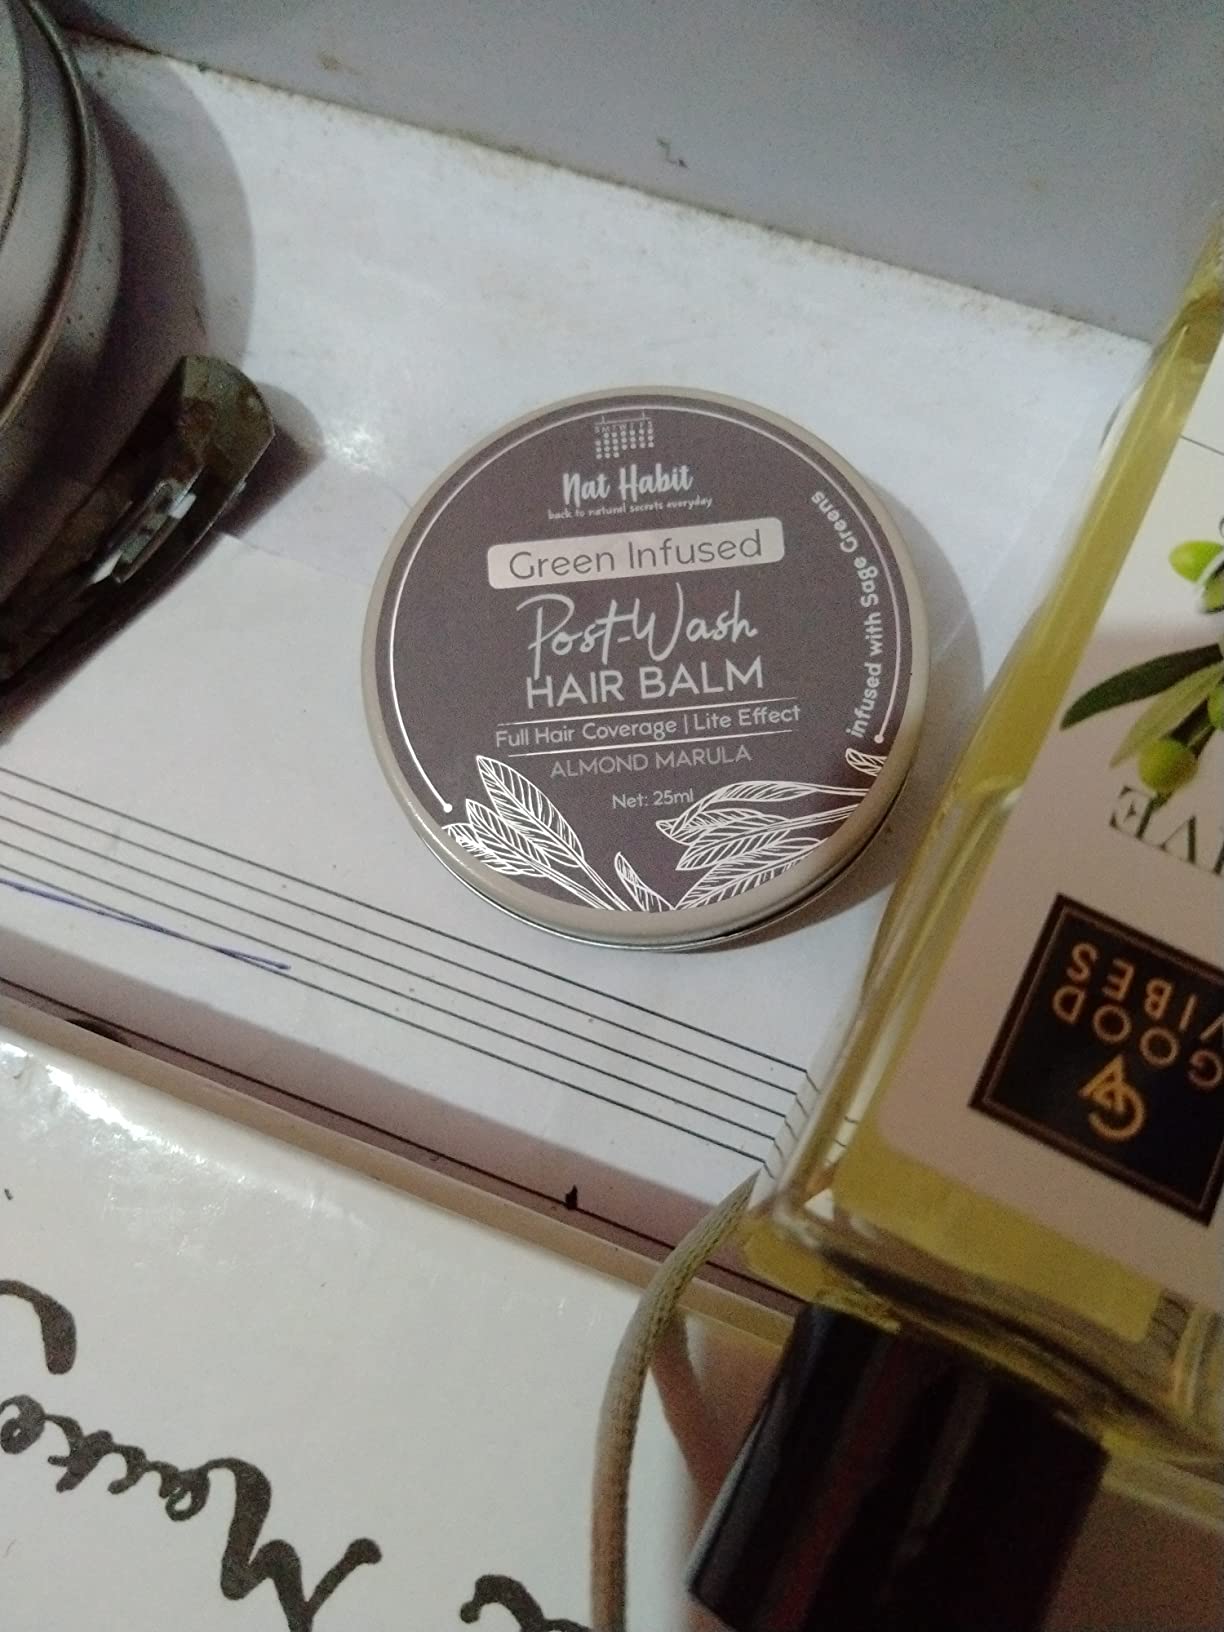 SMTWTFS
Nat Habit
back to natural secrets everyday
Green Infused
Post-Wash
HAIR BALM
Full Hair Coverage | Lite Effect
ALMOND MARULA
Net: 25ml
infused with Sage Greens
GOOD
VIBES